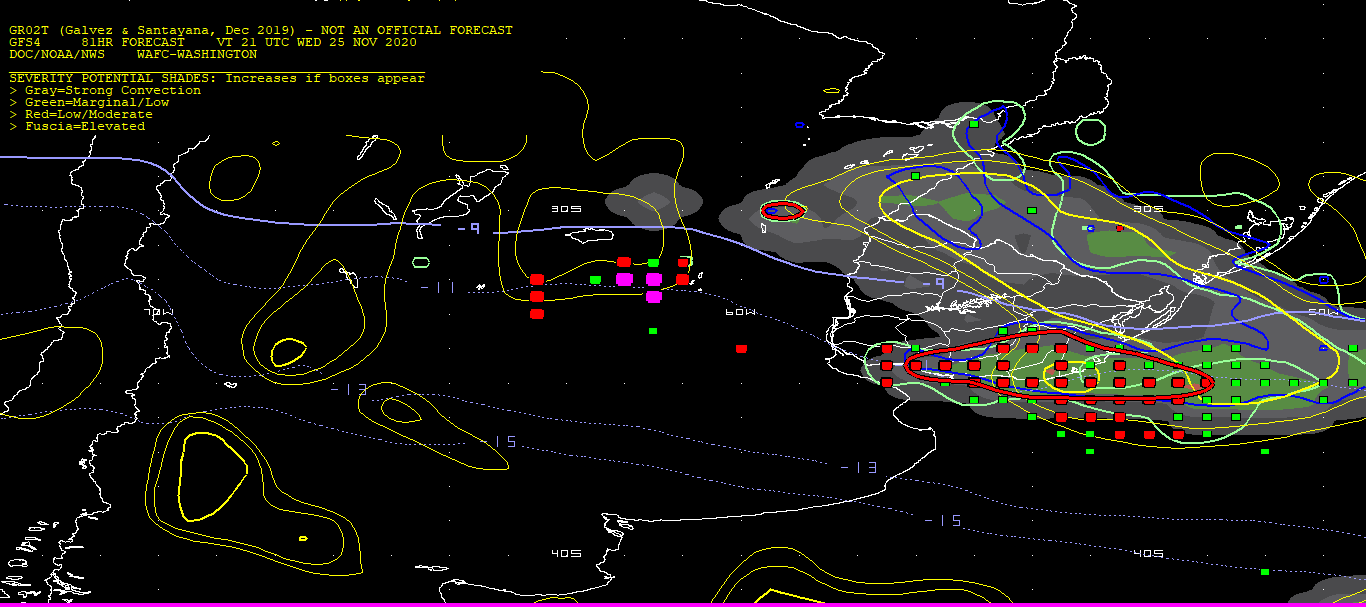 GR02T (Galvez & Santayana, Dec 2019) - NOT AN OFFICIAL FORECAST
GFS4 81HR FORECAST VT 21 UTC WED 25 NOV 2020
DOC/NOAA/NWS WAFC-WASHINGTON
SEVERITY POTENTIAL SHADES: Increases if boxes appear
> Gray=Strong Convection
> Green=Marginal/Low
> Red=Low/Moderate
> Fuscia=Elevated
30S 30S
-9
-11 -9
70W 60W 50W
-13
-15
-13
-15
40S 40S